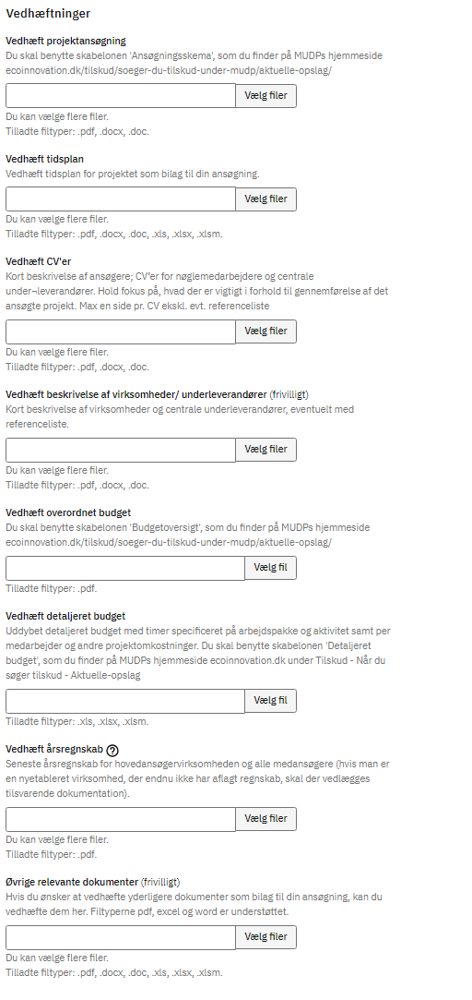 Vedhæftninger
Vedhæft projektansøgning
Du skal benytte skabelonen 'Ansøgningsskema', som du finder på MUDPs hjemmeside
ecoinnovation.dk/tilskud/soeger-du-tilskud-under-mudp/aktuelle-opslag/
Vælg filer
Du kan vælge flere filer.
Tilladte filtyper: .pdf, .docx, .doc.
Vedhæft tidsplan
Vedhæft tidsplan for projektet som bilag til din ansøgning.
Vælg filer
Du kan vælge flere filer.
Tilladte filtyper: .pdf, .docx, .doc, .xls, .xlsx, .xlsm.
Vedhæft CV'er
Kort beskrivelse af ansøgere; CV'er for nøglemedarbejdere og centrale
under¬leverandører. Hold fokus på, hvad der er vigtigt i forhold til gennemførelse af det
ansøgte projekt. Max en side pr. CV ekskl. evt. referenceliste
Vælg filer
Du kan vælge flere filer.
Tilladte filtyper: .pdf, .docx, .doc.
Vedhæft beskrivelse af virksomheder/ underleverandører (frivilligt)
Kort beskrivelse af virksomheder og centrale underleverandører, eventuelt med
referenceliste.
Vælg filer
Du kan vælge flere filer.
Tilladte filtyper: .pdf, .docx, .doc.
Vedhæft overordnet budget
Du skal benytte skabelonen 'Budgetoversigt', som du finder på MUDPs hjemmeside
ecoinnovation.dk/tilskud/soeger-du-tilskud-under-mudp/aktuelle-opslag/
Vælg fil
Tilladte filtyper: .pdf.
Vedhæft detaljeret budget
Uddybet detaljeret budget med timer specificeret på arbejdspakke og aktivitet samt per
medarbejder og andre projektomkostninger. Du skal benytte skabelonen 'Detaljeret
budget', som du finder på MUDPs hjemmeside ecoinnovation.dk under Tilskud - Når du
søger tilskud - Aktuelle-opslag
Vælg fil
Tilladte filtyper: .xls, .xlsx, .xlsm.
Vedhæft årsregnskab ?
Seneste årsregnskab for hovedansøgervirksomheden og alle medansøgere (hvis man er
en nyetableret virksomhed, der endnu ikke har aflagt regnskab, skal der vedlægges
tilsvarende dokumentation).
Vælg filer
Du kan vælge flere filer.
Tilladte filtyper: .pdf.
Øvrige relevante dokumenter (frivilligt)
Hvis du ønsker at vedhæfte yderligere dokumenter som bilag til din ansøgning, kan du
vedhæfte dem her. Filtyperne pdf, excel og word er understøttet.
Vælg filer
Du kan vælge flere filer.
Tilladte filtyper: .pdf, .docx, .doc, .xls, .xlsx, .xlsm.